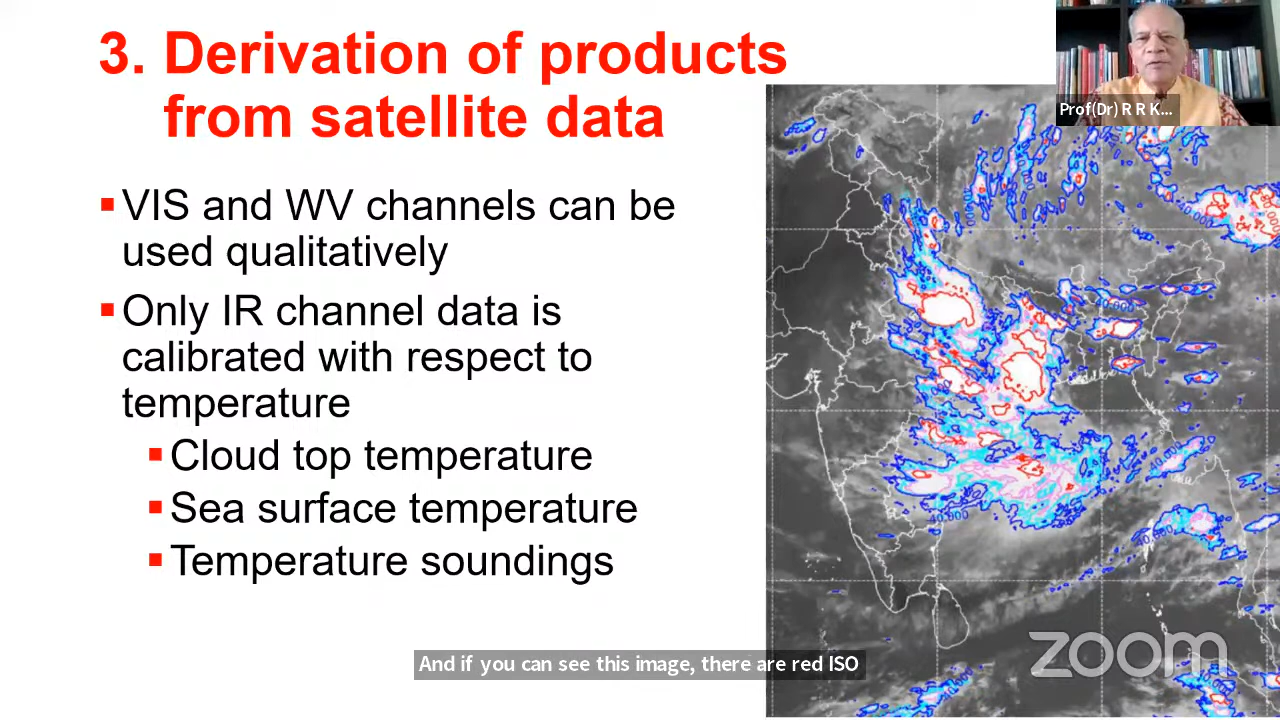 3. Derivation of products
from satellite data
Prof(Dr) R R K...
▪VIS and WV channels can be
used qualitatively
▪Only IR channel data is
calibrated with respect to
temperature
▪Cloud top temperature
▪Sea surface temperature
▪Temperature soundings
40.000
zoom
And if you can see this image, there are red ISO